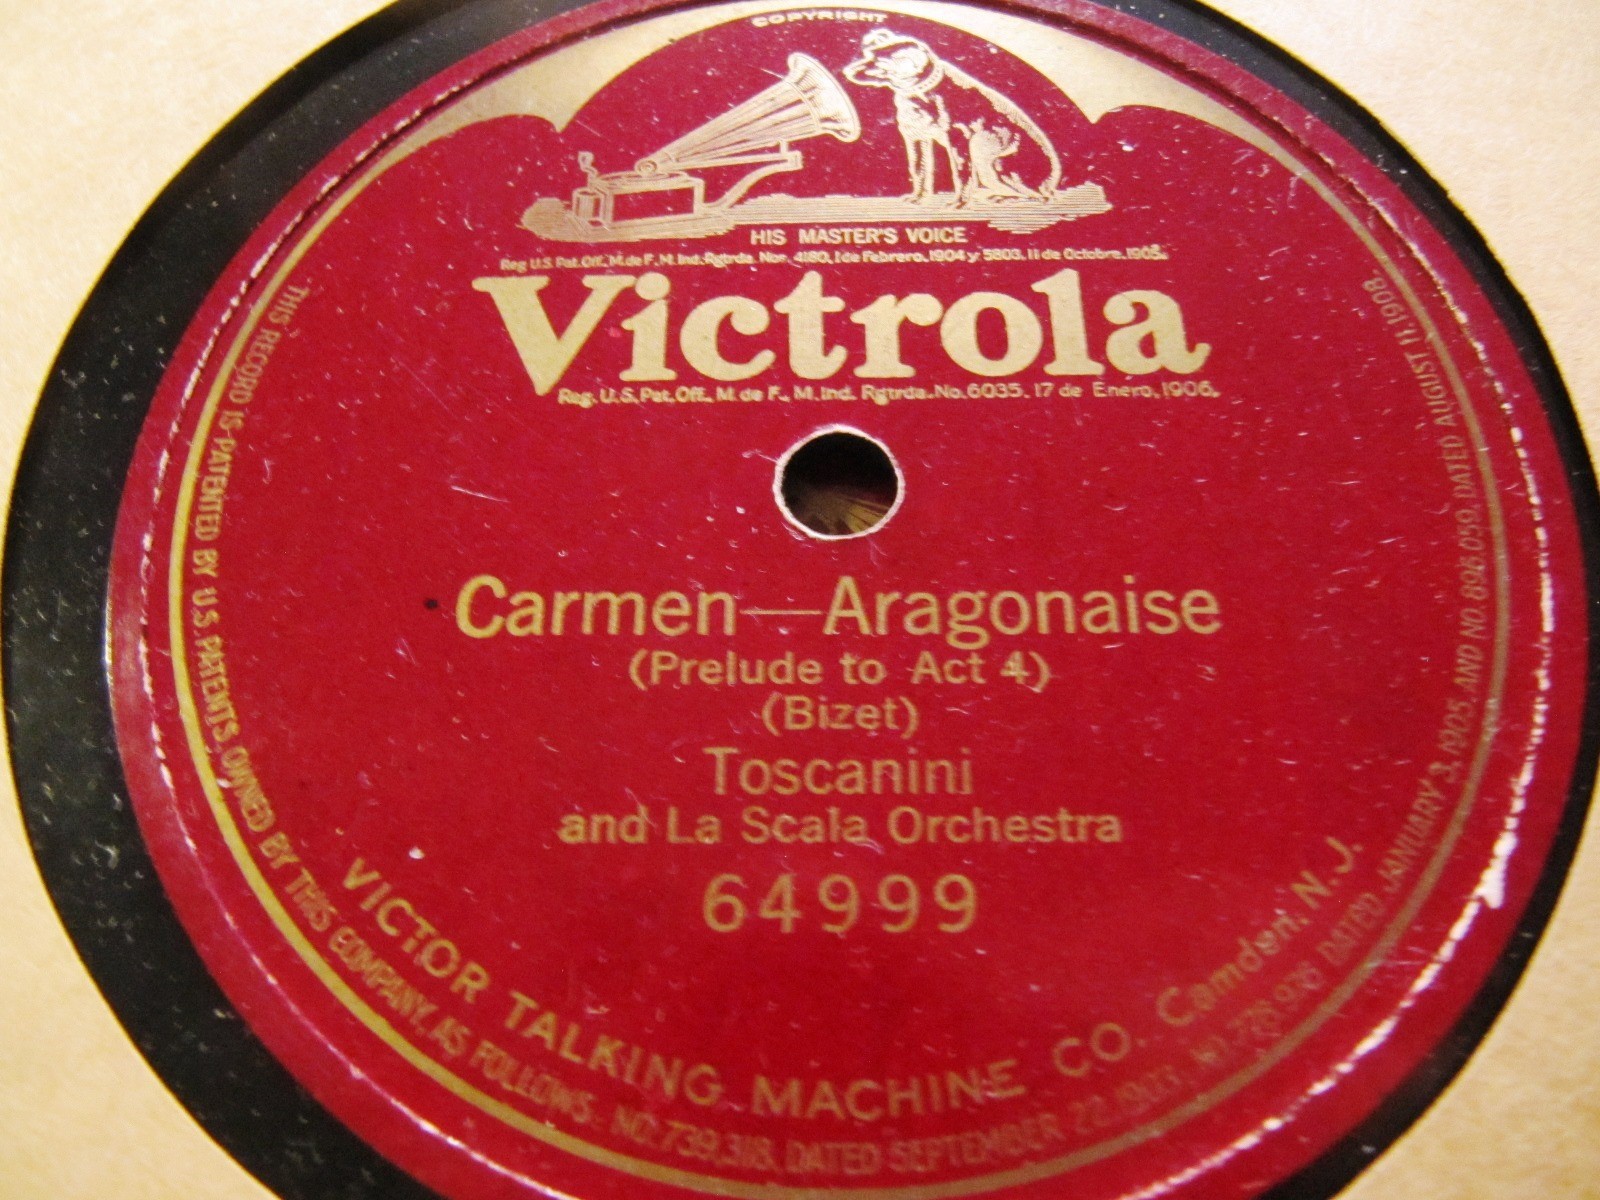 COPYRIGHT
HIS MASTER'S VOICE
Reg U.S. Pat. Off., M. de F., M. Ind. Rgtrda. Nor. 4180, 1 de Febrero, 1904 y 5803, 11 de Octobre, 1905.
Victrola
Reg. U.S. Pat. Off. M. de F., M. Ind. Rgtrda. No. 6035, 17 de Enero, 1906.
Carmen—Aragonaise
(Prelude to Act 4)
(Bizet)
Toscanini
and La Scala Orchestra
64999
VICTOR TALKING MACHINE CO. Camden, N.J.
THIS RECORD IS PATENTED BY U.S. PATENTS, OWNED BY THIS COMPANY, AS FOLLOWS: NO. 739,318, DATED SEPTEMBER 22, 1903, NO. 778,976 DATED JANUARY 3, 1905, AND NO. 896,059, DATED AUGUST 11, 1908.